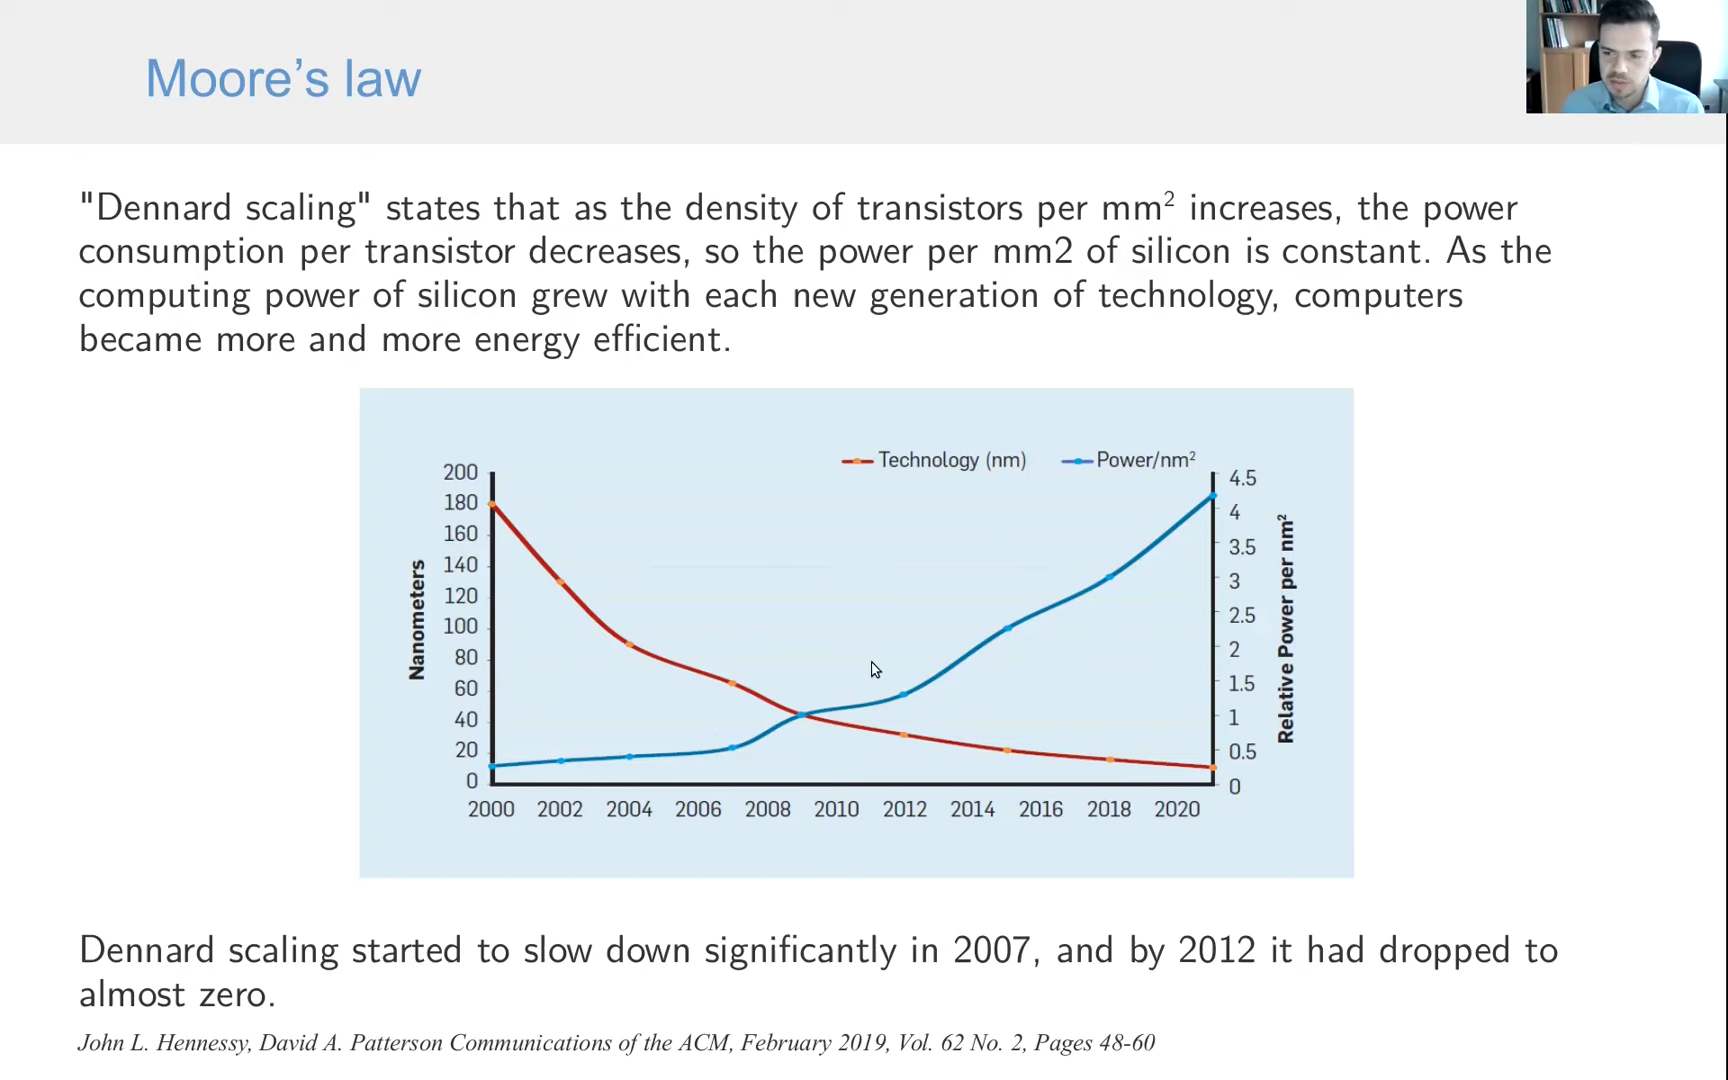 Moore's law
"Dennard scaling" states that as the density of transistors per mm² increases, the power
consumption per transistor decreases, so the power per mm2 of silicon is constant. As the
computing power of silicon grew with each new generation of technology, computers
became more and more energy efficient.
Technology (nm) Power/nm²
200
180
160
140
120
100
80
60
40
20
0
Nanometers
4.5
4
3.5
3
2.5
2
1.5
1
0.5
0
Relative Power per nm²
2000 2002 2004 2006 2008 2010 2012 2014 2016 2018 2020
Dennard scaling started to slow down significantly in 2007, and by 2012 it had dropped to
almost zero.
John L. Hennessy, David A. Patterson Communications of the ACM, February 2019, Vol. 62 No. 2, Pages 48-60